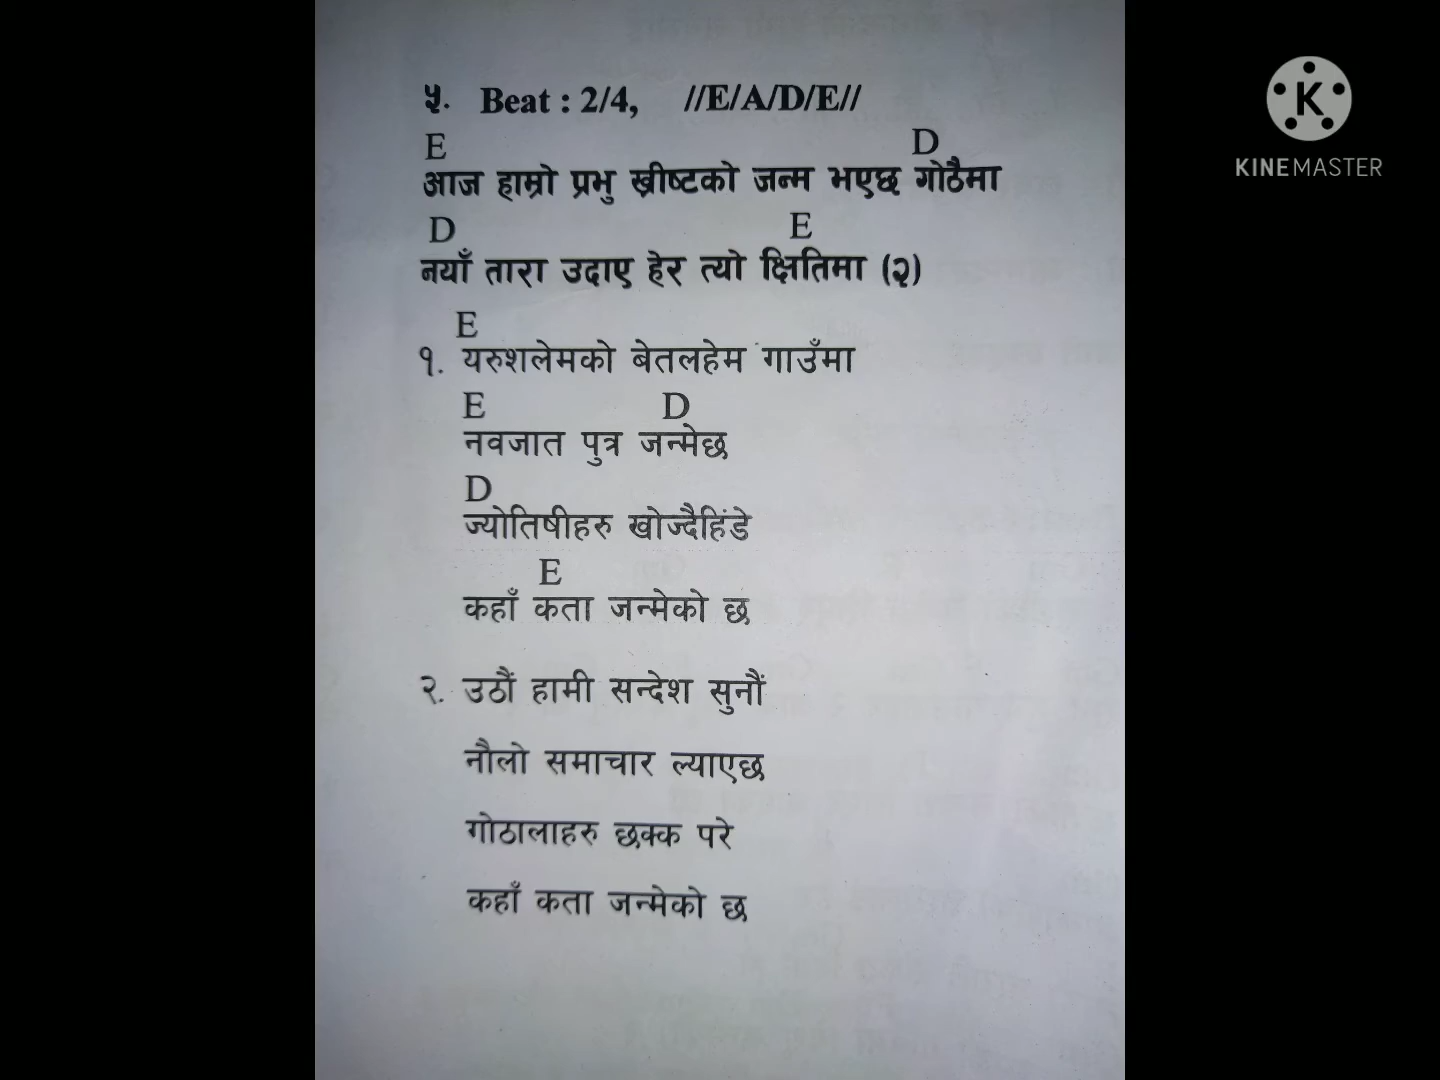 ५. Beat : 2/4, //E/A/D/E//
E D
आज हाम्रो प्रभु ख्रीष्टको जन्म भएछ गोठैमा
D E
नयाँ तारा उदाए हेर त्यो क्षितिमा (२)
E
१. यरुशलेमको बेतलहेम गाउँमा
E D
नवजात पुत्र जन्मेछ
D
ज्योतिषीहरु खोज्दैहिंडे
E
कहाँ कता जन्मेको छ
२. उठौं हामी सन्देश सुनौं
नौलो समाचार ल्याएछ
गोठालाहरु छक्क परे
कहाँ कता जन्मेको छ
K
KINEMASTER